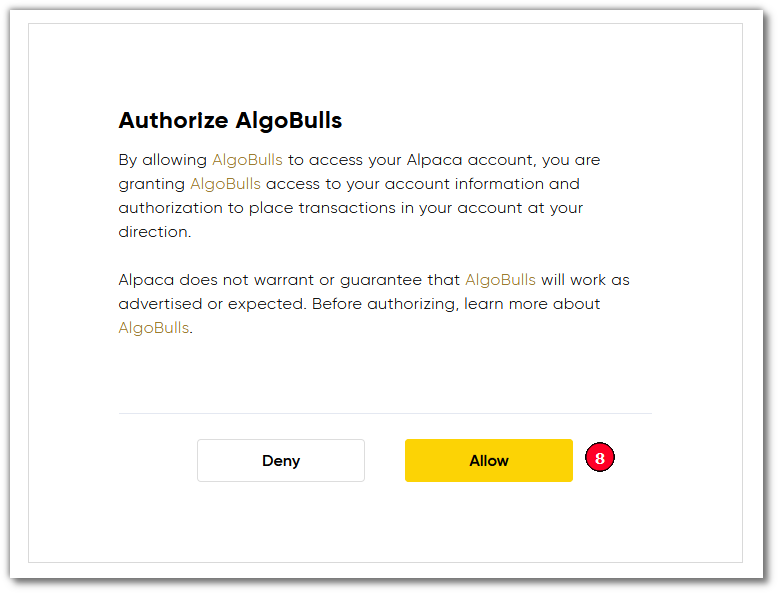 Authorize AlgoBulls
By allowing AlgoBulls to access your Alpaca account, you are
granting AlgoBulls access to your account information and
authorization to place transactions in your account at your
direction.
Alpaca does not warrant or guarantee that AlgoBulls will work as
advertised or expected. Before authorizing, learn more about
AlgoBulls.
Deny Allow 8